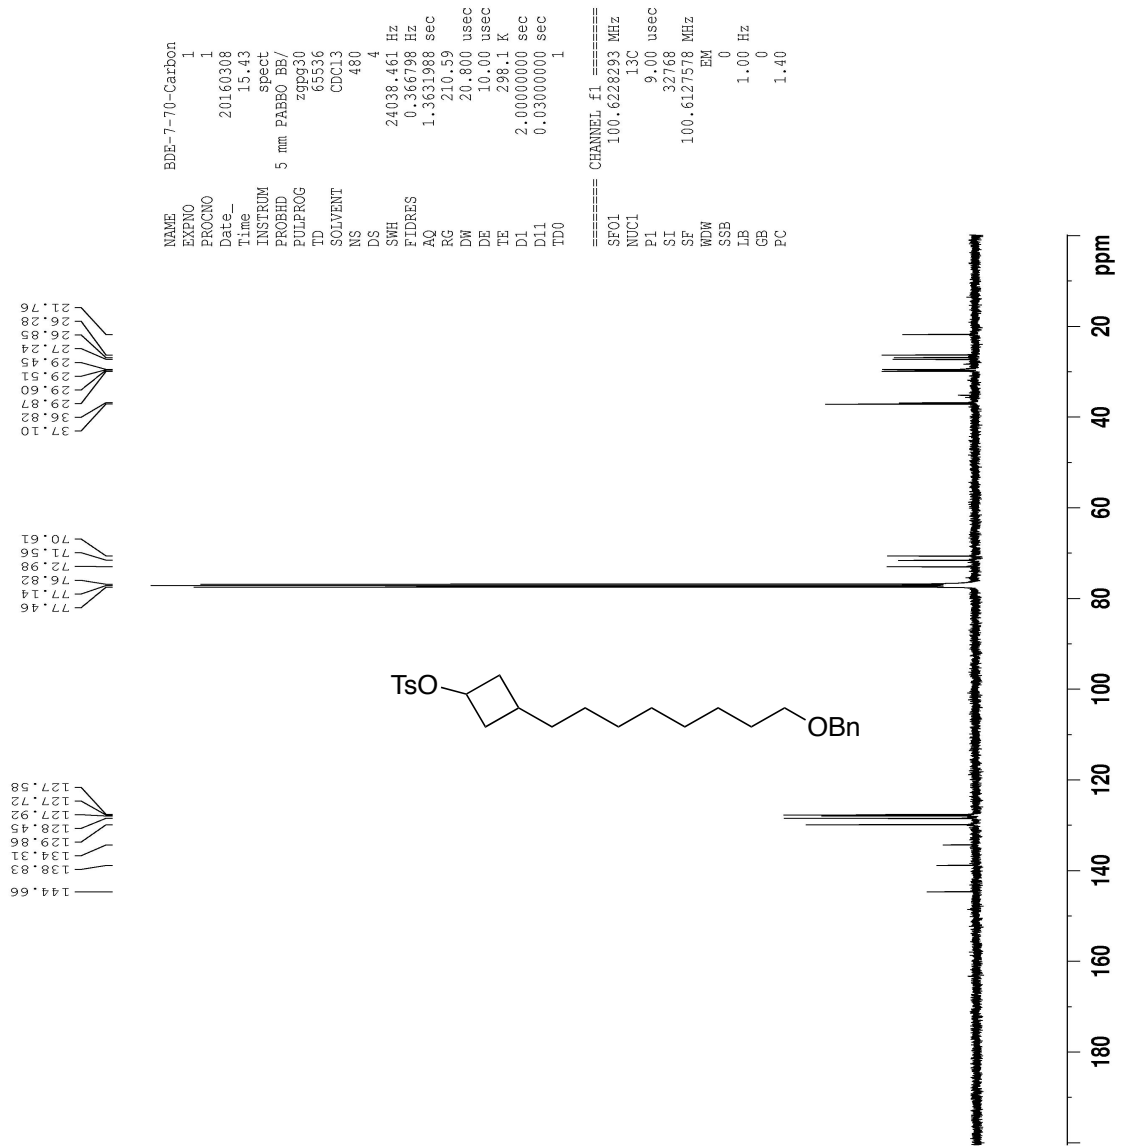 NAME BDE-7-70-Carbon
EXPNO 1
PROCNO 1
Date_ 20160308
Time 15.43
INSTRUM spect
PROBHD 5 mm PABBO BB/
PULPROG zgpg30
TD 65536
SOLVENT CDCl3
NS 480
DS 4
SWH 24038.461 Hz
FIDRES 0.366798 Hz
AQ 1.3631988 sec
RG 210.59
DW 20.800 usec
DE 10.00 usec
TE 298.1 K
D1 2.00000000 sec
D11 0.03000000 sec
TD0 1
======== CHANNEL f1 ========
SFO1 100.6228293 MHz
NUC1 13C
P1 9.00 usec
SI 32768
SF 100.6127578 MHz
WDW EM
SSB 0
LB 1.00 Hz
GB 0
PC 1.40
21.76
26.28
26.85
27.24
29.45
29.51
29.60
29.87
36.82
37.10
70.61
71.56
72.98
76.82
77.14
77.46
127.58
127.72
127.92
128.45
129.86
134.31
138.83
144.66
TsO
OBn
ppm
20
40
60
80
100
120
140
160
180